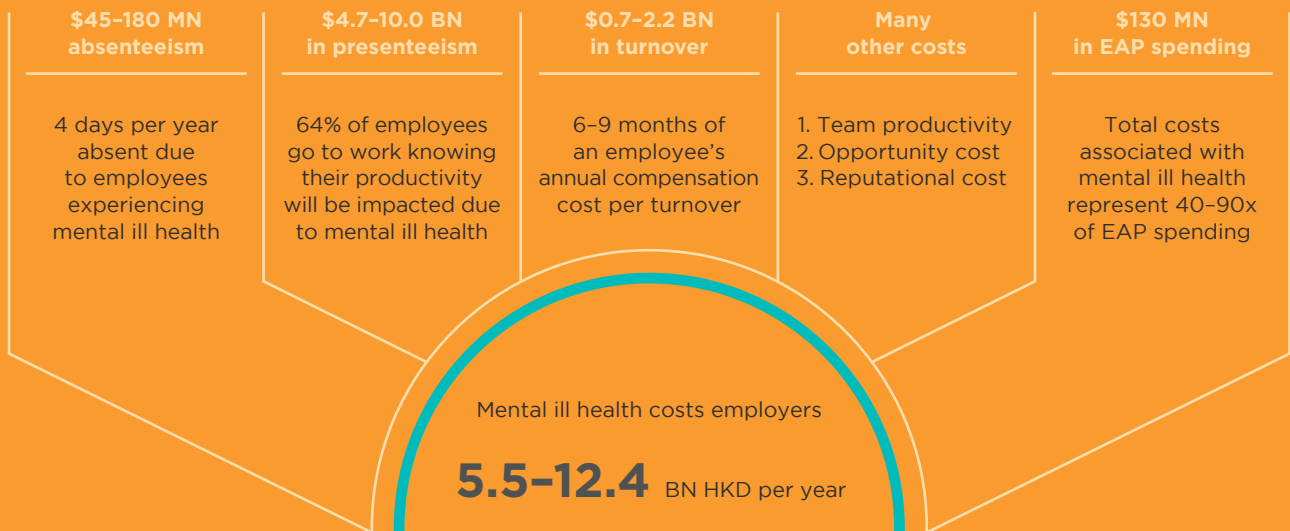 $45–180 MN
absenteeism
4 days per year
absent due
to employees
experiencing
mental ill health
$4.7–10.0 BN
in presenteeism
64% of employees
go to work knowing
their productivity
will be impacted due
to mental ill health
$0.7–2.2 BN
in turnover
6–9 months of
an employee’s
annual compensation
cost per turnover
Many
other costs
1. Team productivity
2. Opportunity cost
3. Reputational cost
$130 MN
in EAP spending
Total costs
associated with
mental ill health
represent 40–90x
of EAP spending
Mental ill health costs employers
5.5–12.4 BN HKD per year